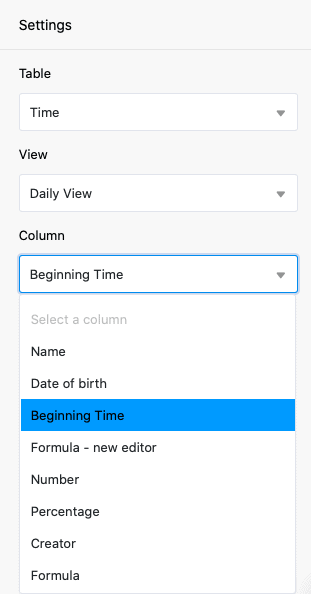 Settings
Table
Time
View
Daily View
Column
Beginning Time
Select a column
Name
Date of birth
Beginning Time
Formula - new editor
Number
Percentage
Creator
Formula